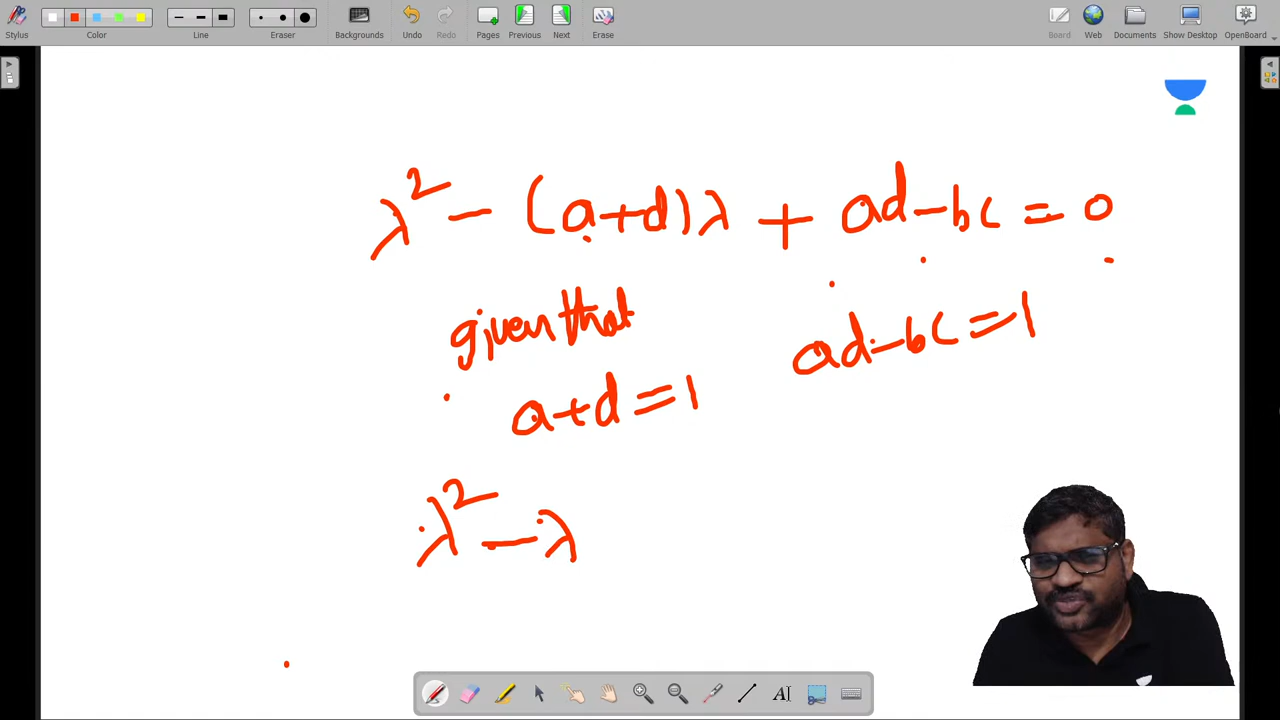 Stylus Color Line Eraser Backgrounds Undo Redo Pages Previous Next Erase Board Web Documents Show Desktop OpenBoard
λ² – (a+d)λ + ad–bc = 0
given that
a+d=1 ad–bc=1
λ² – λ